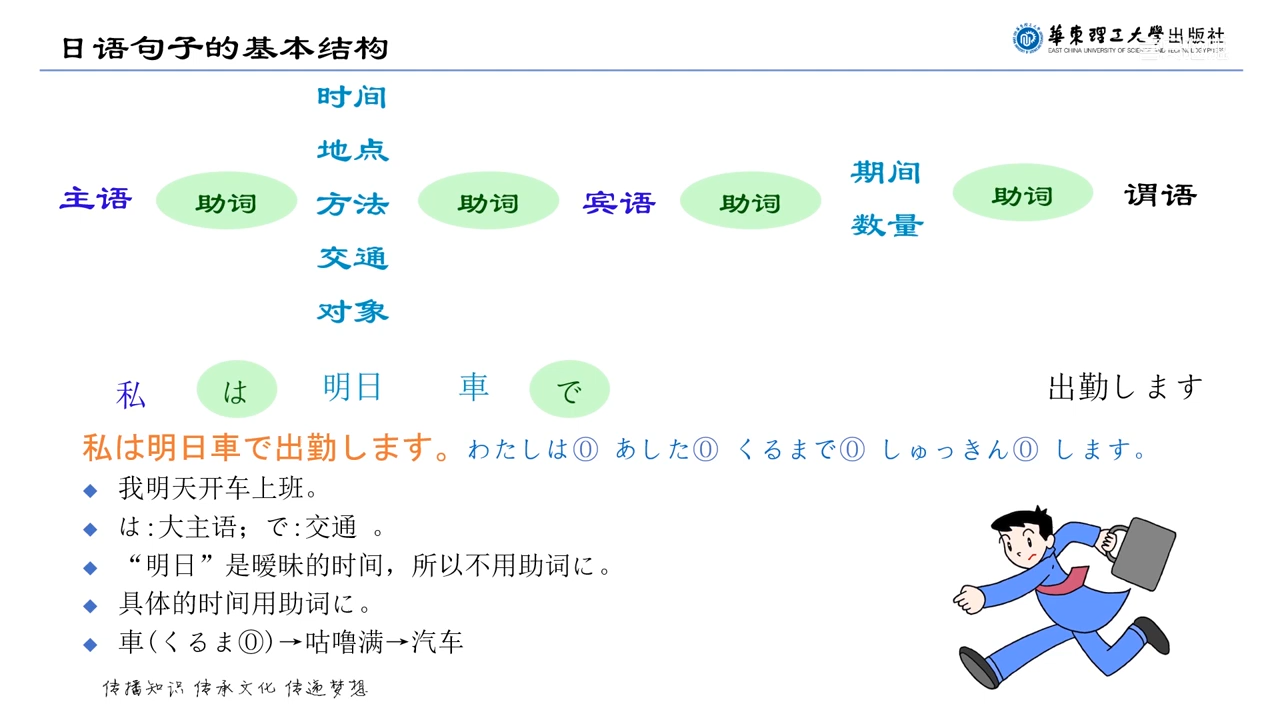 日语句子的基本结构
華東理工大學出版社
主语 助词 时间 地点 方法 交通 对象 助词 宾语 助词 期间 数量 助词 谓语
私 は 明日 車 で 出勤します
私は明日車で出勤します。わたしは⓪ あした⓪ くるまで⓪ しゅっきん⓪ します。
◆ 我明天开车上班。
◆ は:大主语；で:交通 。
◆ “明日”是暧昧的时间，所以不用助词に。
◆ 具体的时间用助词に。
◆ 車(くるま⓪)→咕噜满→汽车
传播知识 传承文化 传递梦想